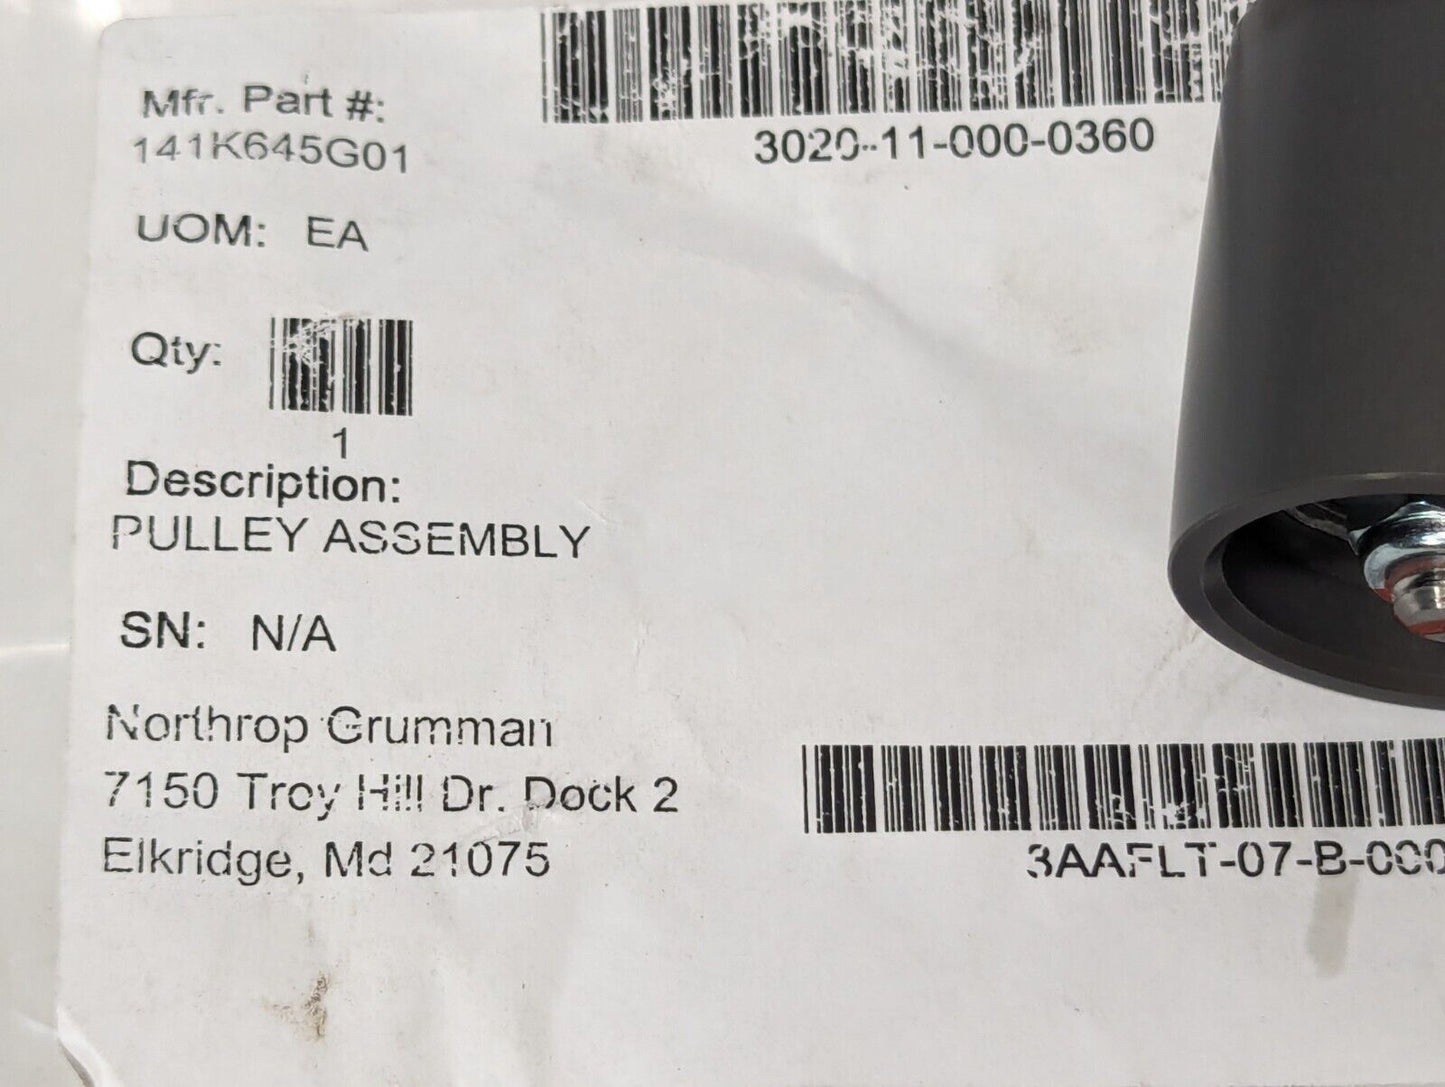 Mfr. Part #:
141K645G01
3020-11-000-0360
UOM: EA
Qty:
1
Description:
PULLEY ASSEMBLY
SN: N/A
Northrop Grumman
7150 Troy Hill Dr. Dock 2
Elkridge, Md 21075
3AAFLT-07-B-000